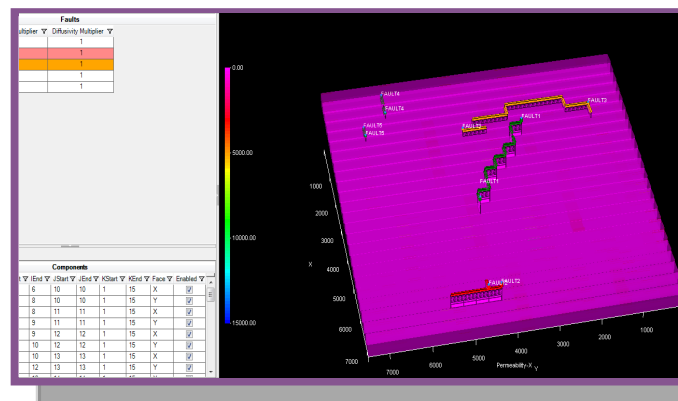 Faults
ultiplier Diffusivity Multiplier
1
1
1
1
1
Components
t IEnd JStart JEnd KStart KEnd Face Enabled
6 10 10 1 15 X
8 10 10 1 15 Y
8 11 11 1 15 X
9 11 11 1 15 Y
9 12 12 1 15 X
10 12 12 1 15 Y
10 13 13 1 15 X
12 13 13 1 15 Y
0.00
5000.00
10000.00
15000.00
FAULT4
FAULT4
FAULT5
FAULT5
FAULT3
FAULT3
FAULT1
FAULT1
FAULT2
1000
2000
3000
X
4000
5000
6000
7000
7000
6000
5000
4000
3000
2000
1000
Permeability-X
Y